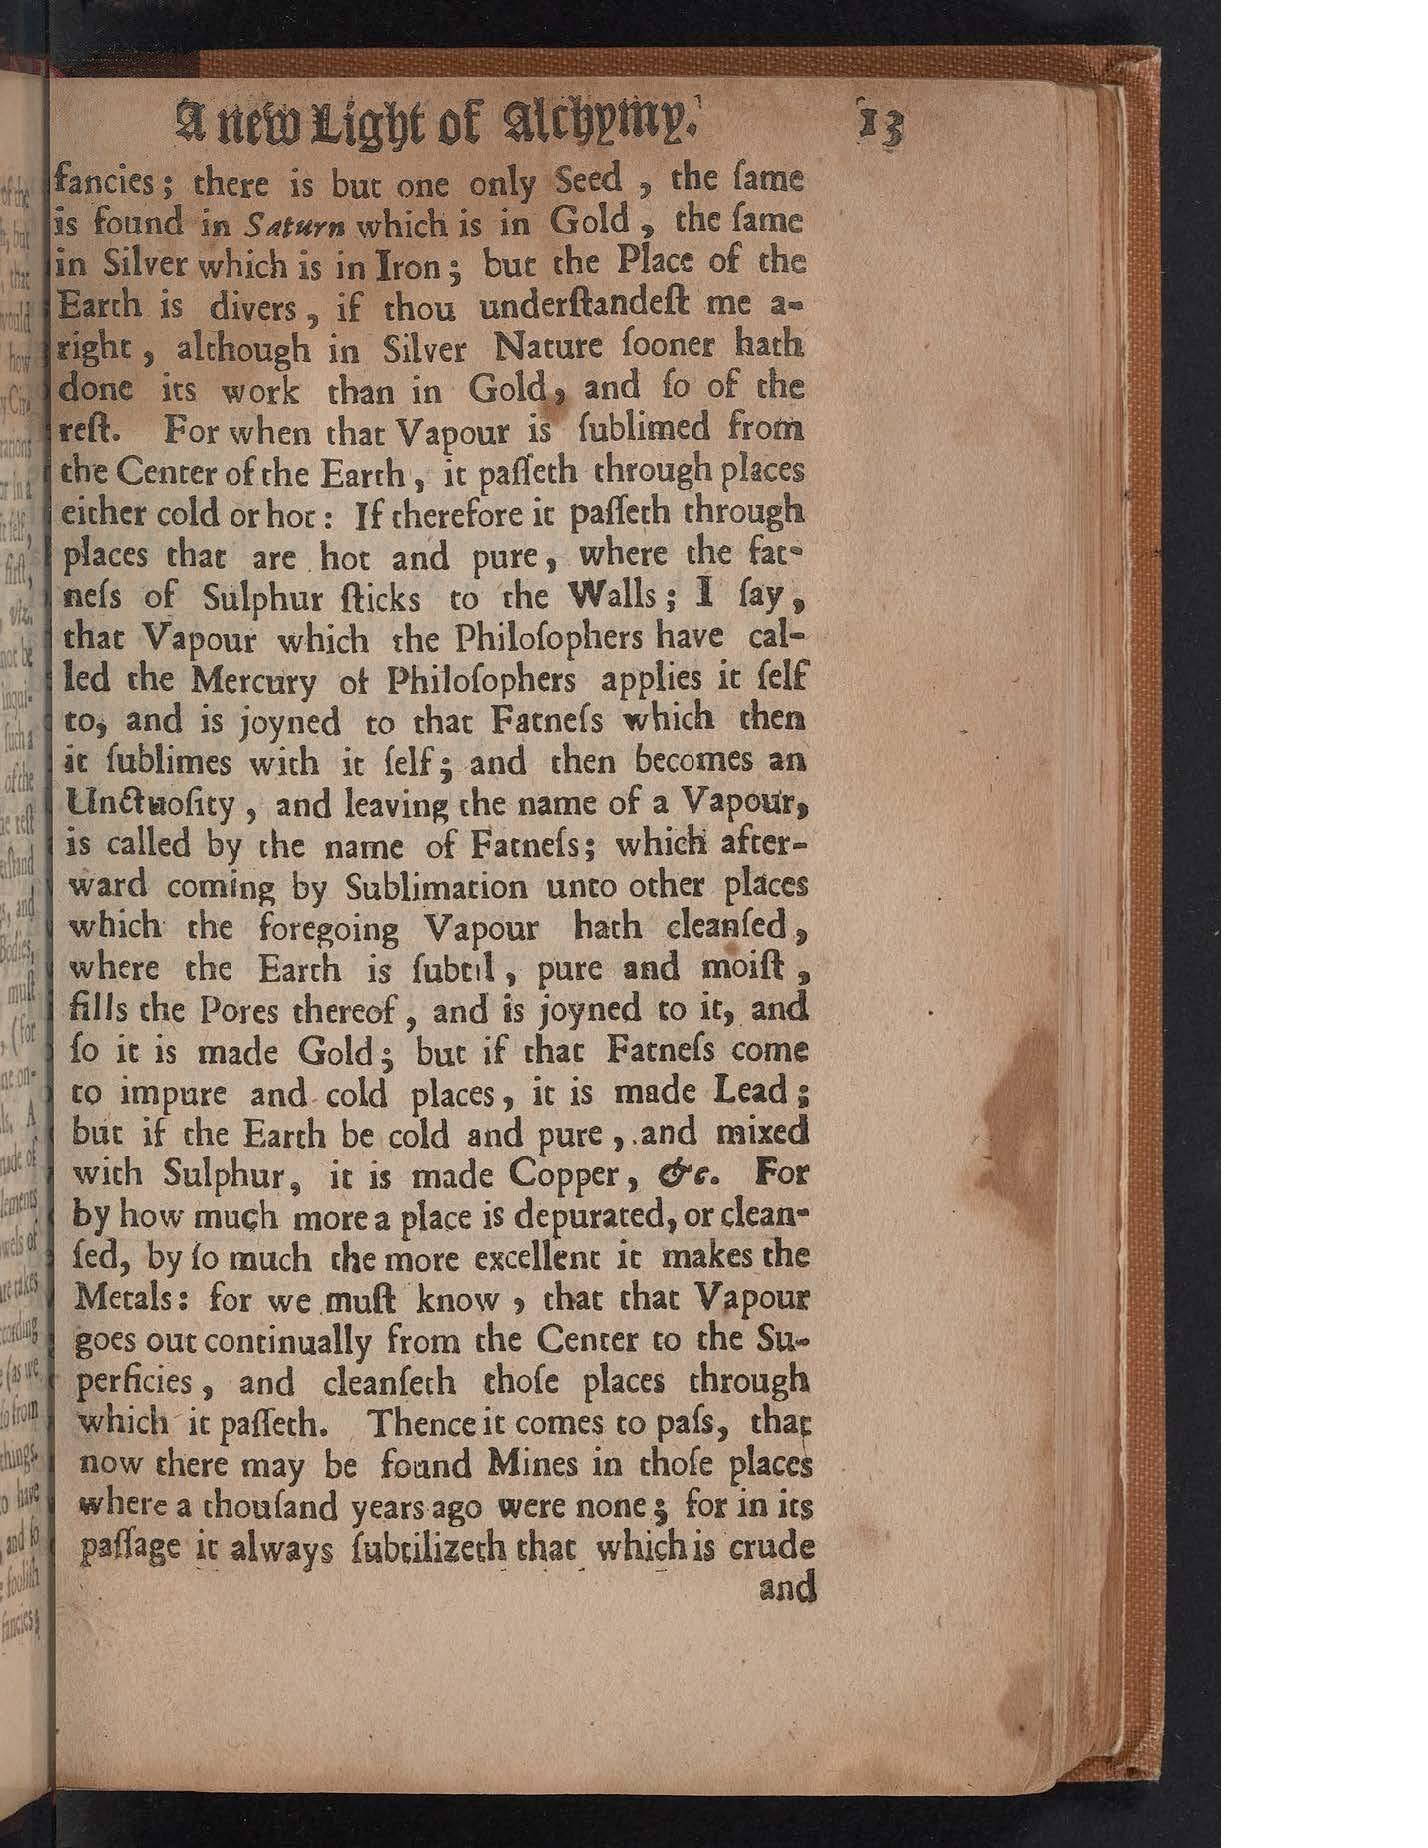 A new Light of Alchymy. 13
fancies; there is but one only Seed, the ſame
is found in Saturn which is in Gold, the ſame
in Silver which is in Iron; but the Place of the
Earth is divers, if thou underſtandeſt me a-
right, although in Silver Nature ſooner hath
done its work than in Gold, and ſo of the
reſt. For when that Vapour is ſublimed from
the Center of the Earth, it paſſeth through places
either cold or hot: If therefore it paſſeth through
places that are hot and pure, where the fat-
neſs of Sulphur ſticks to the Walls; I ſay,
that Vapour which the Philoſophers have cal-
led the Mercury of Philoſophers applies it ſelf
to, and is joyned to that Fatneſs which then
it ſublimes with it ſelf; and then becomes an
Unctuoſity, and leaving the name of a Vapour,
is called by the name of Fatneſs; which after-
ward coming by Sublimation unto other places
which the foregoing Vapour hath cleanſed,
where the Earth is ſubtil, pure and moiſt,
fills the Pores thereof, and is joyned to it, and
ſo it is made Gold; but if that Fatneſs come
to impure and cold places, it is made Lead;
but if the Earth be cold and pure, and mixed
with Sulphur, it is made Copper, &c. For
by how much more a place is depurated, or clean-
ſed, by ſo much the more excellent it makes the
Metals: for we muſt know, that that Vapour
goes out continually from the Center to the Su-
perficies, and cleanſeth thoſe places through
which it paſſeth. Thence it comes to paſs, that
now there may be found Mines in thoſe places
where a thouſand years ago were none; for in its
paſſage it always ſubtilizeth that which is crude
and